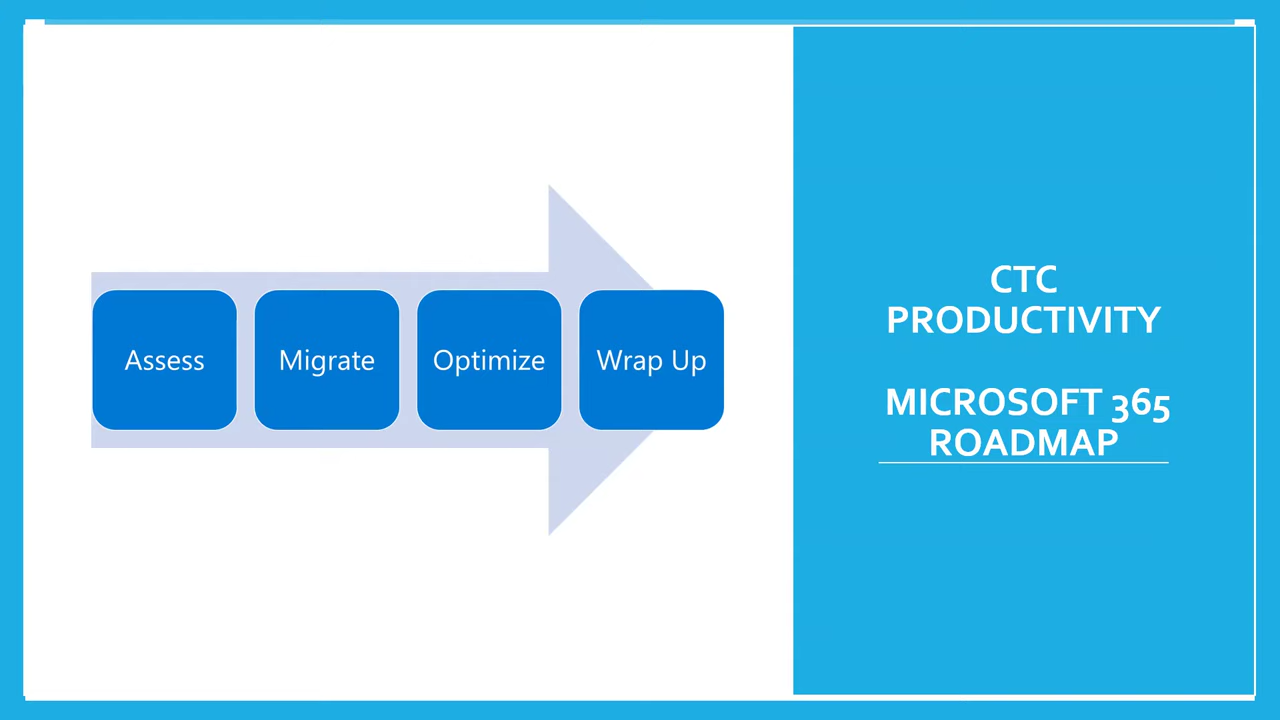 Assess
Migrate
Optimize
Wrap Up
CTC
PRODUCTIVITY
MICROSOFT 365
ROADMAP